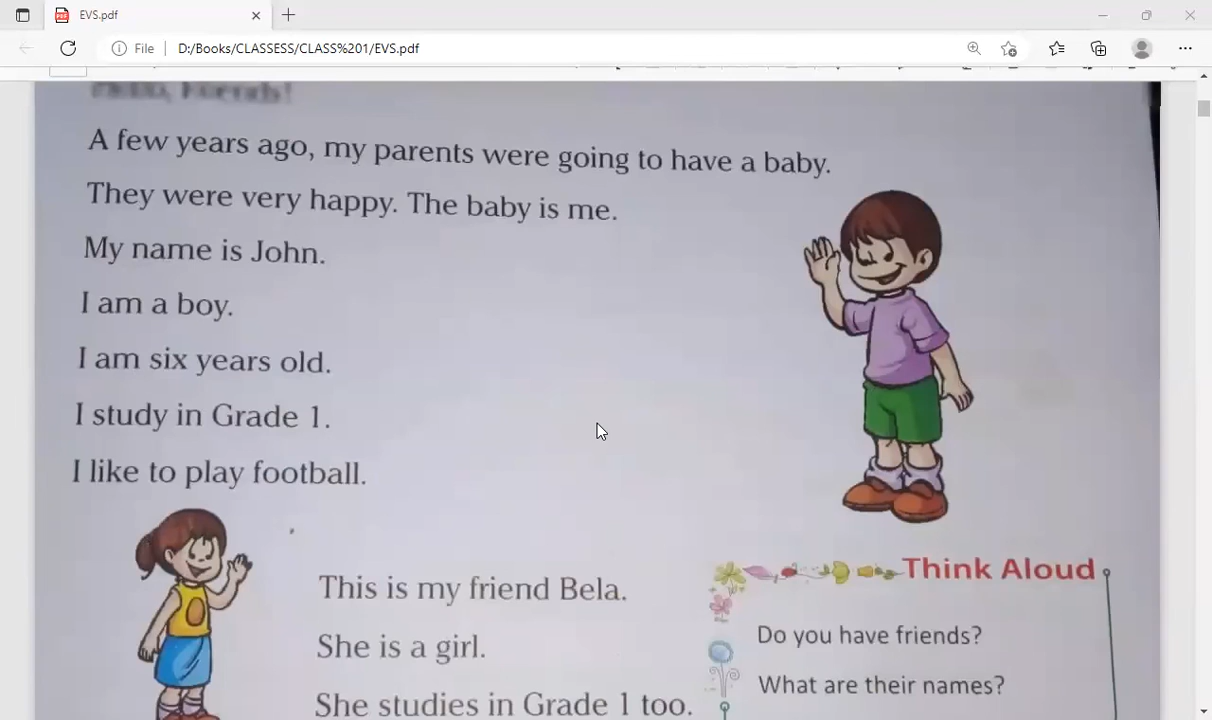 EVS.pdf
File
D:/Books/CLASSESS/CLASS%201/EVS.pdf
Hello, Friends!
A few years ago, my parents were going to have a baby.
They were very happy. The baby is me.
My name is John.
I am a boy.
I am six years old.
I study in Grade 1.
I like to play football.
This is my friend Bela.
She is a girl.
She studies in Grade 1 too.
Think Aloud
Do you have friends?
What are their names?